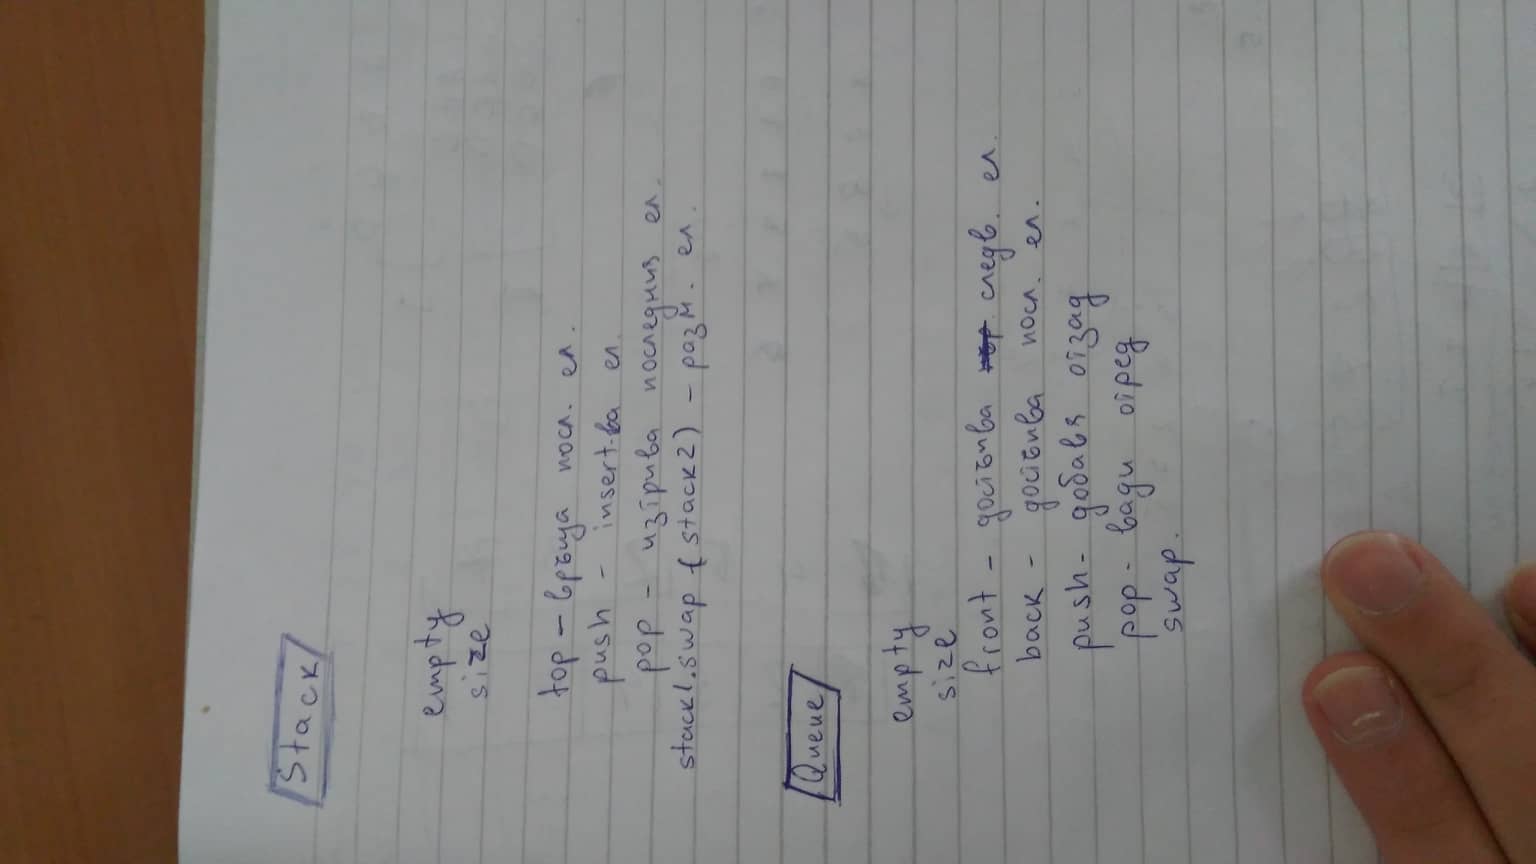 Stack
empty
size
top - връща посл. ел.
push - insert-ва ел.
pop - изтрива последния ел.
stack1.swap (stack2) - разм. ел.
Queue
empty
size
front - достъпва следв. ел.
back - достъпва посл. ел.
push - добавя отзад
pop - вади отпред
swap.